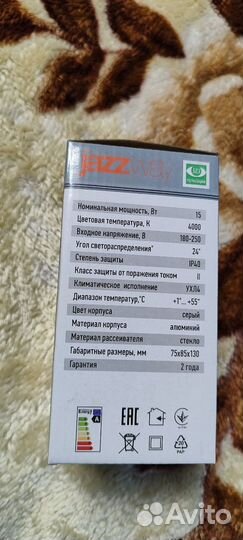 jazzway
Номинальная мощность, Вт 15
Цветовая температура, К 4000
Входное напряжение, В 180-250
Угол светораспределения° 24°
Степень защиты IP40
Класс защиты от поражения током II
Климатическое исполнение УХЛ4
Диапазон температур,°С +1°... +55°
Цвет корпуса серый
Материал корпуса алюминий
Материал рассеивателя стекло
Габаритные размеры, мм 75х85х130
Гарантия 2 года
A
EAC
PAP
Avito